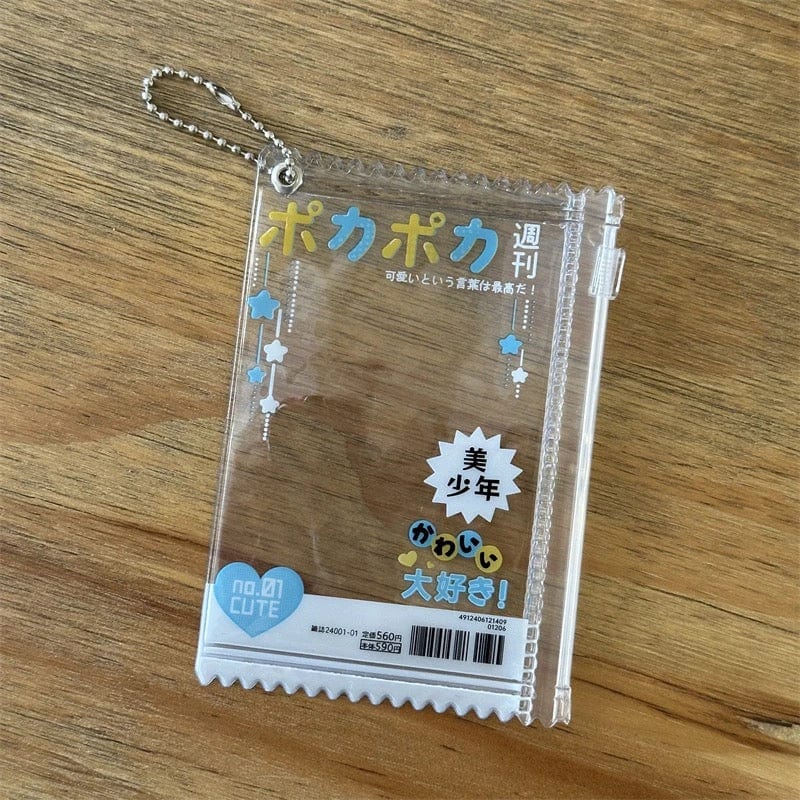 ポカポカ
週刊
可愛いという言葉は最高だ!
美
少年
かわいい
大好き!
no.01
CUTE
雑誌24001-01
定価560円
本体590円
4912406121409
01206